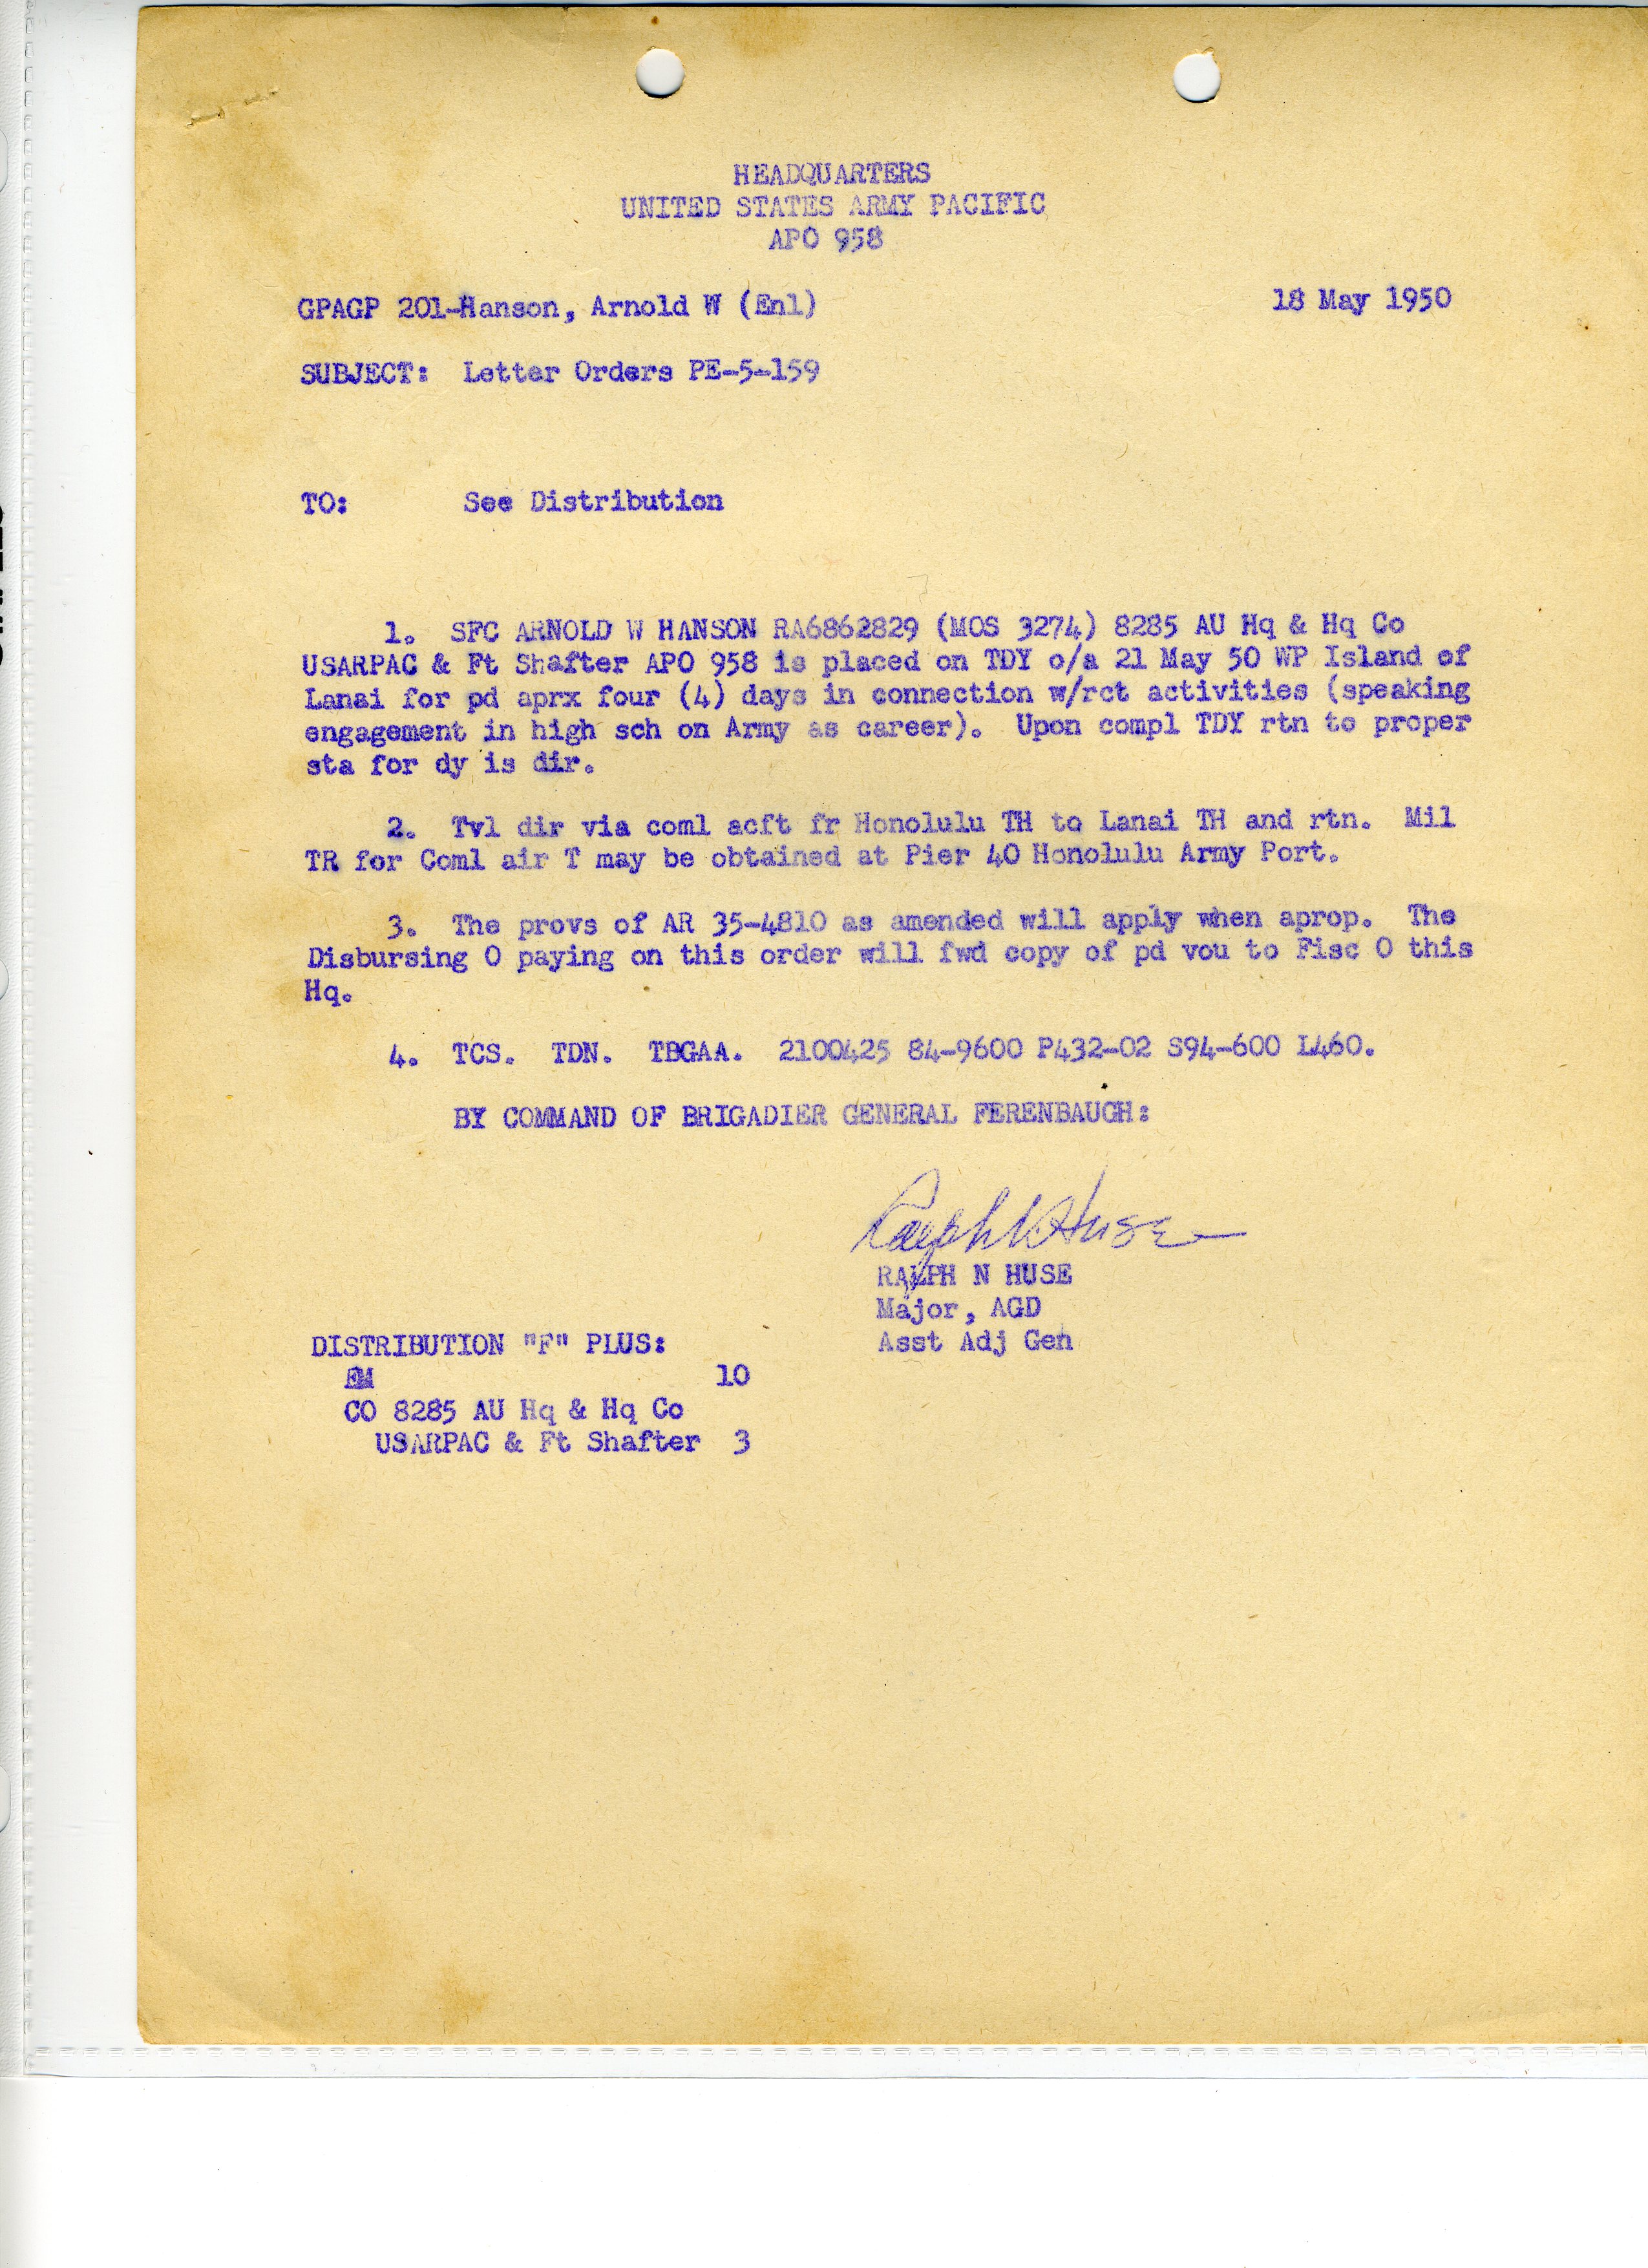 HEADQUARTERS
UNITED STATES ARMY PACIFIC
APO 958
GPAGP 201-Hanson, Arnold W (Enl)
18 May 1950
SUBJECT: Letter Orders PE-5-159
TO: See Distribution
1. SFC ARNOLD W HANSON RA6862829 (MOS 3274) 8285 AU Hq & Hq Co
USARPAC & Ft Shafter APO 958 is placed on TDY o/a 21 May 50 WP Island of
Lanai for pd aprx four (4) days in connection w/rct activities (speaking
engagement in high sch on Army as career). Upon compl TDY rtn to proper
sta for dy is dir.
2. Tvl dir via coml acft fr Honolulu TH to Lanai TH and rtn. Mil
TR for Coml air T may be obtained at Pier 40 Honolulu Army Port.
3. The provs of AR 35-4810 as amended will apply when aprop. The
Disbursing O paying on this order will fwd copy of pd vou to Fisc O this
Hq.
4. TCS. TDN. TBGAA. 2100425 84-9600 P432-02 S94-600 L460.
BY COMMAND OF BRIGADIER GENERAL FERENBAUGH:
Ralph N Huse
RALPH N HUSE
Major, AGD
Asst Adj Gen
DISTRIBUTION "F" PLUS:
EM 10
CO 8285 AU Hq & Hq Co
USARPAC & Ft Shafter 3